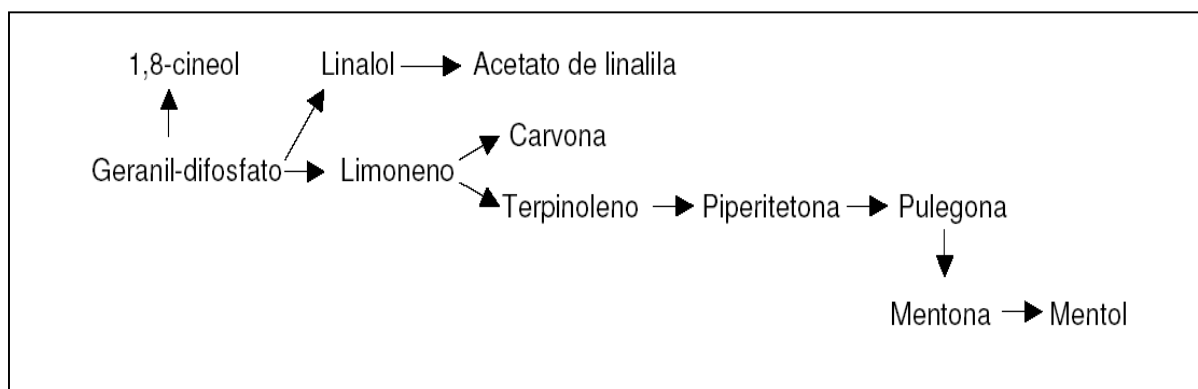 1,8-cineol Linalol Acetato de linalila
Carvona
Geranil-difosfato Limoneno
Terpinoleno Piperitetona Pulegona
Mentona Mentol